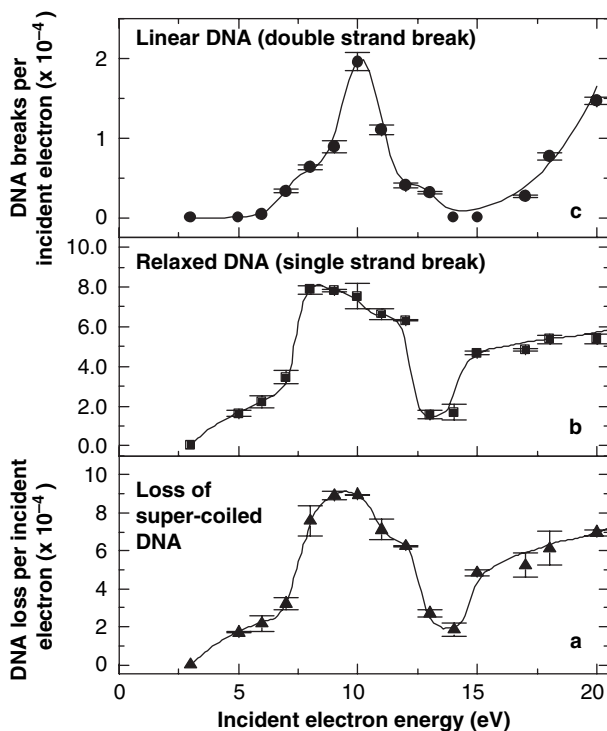 Linear DNA (double strand break)
DNA breaks per
incident electron (x 10⁻⁴)
2
1
0
c
Relaxed DNA (single strand break)
10.0
8.0
6.0
4.0
2.0
0.0
b
Loss of
super-coiled
DNA
DNA loss per incident
electron (x 10⁻⁴)
10
8
6
4
2
0
a
0
5
10
15
20
Incident electron energy (eV)